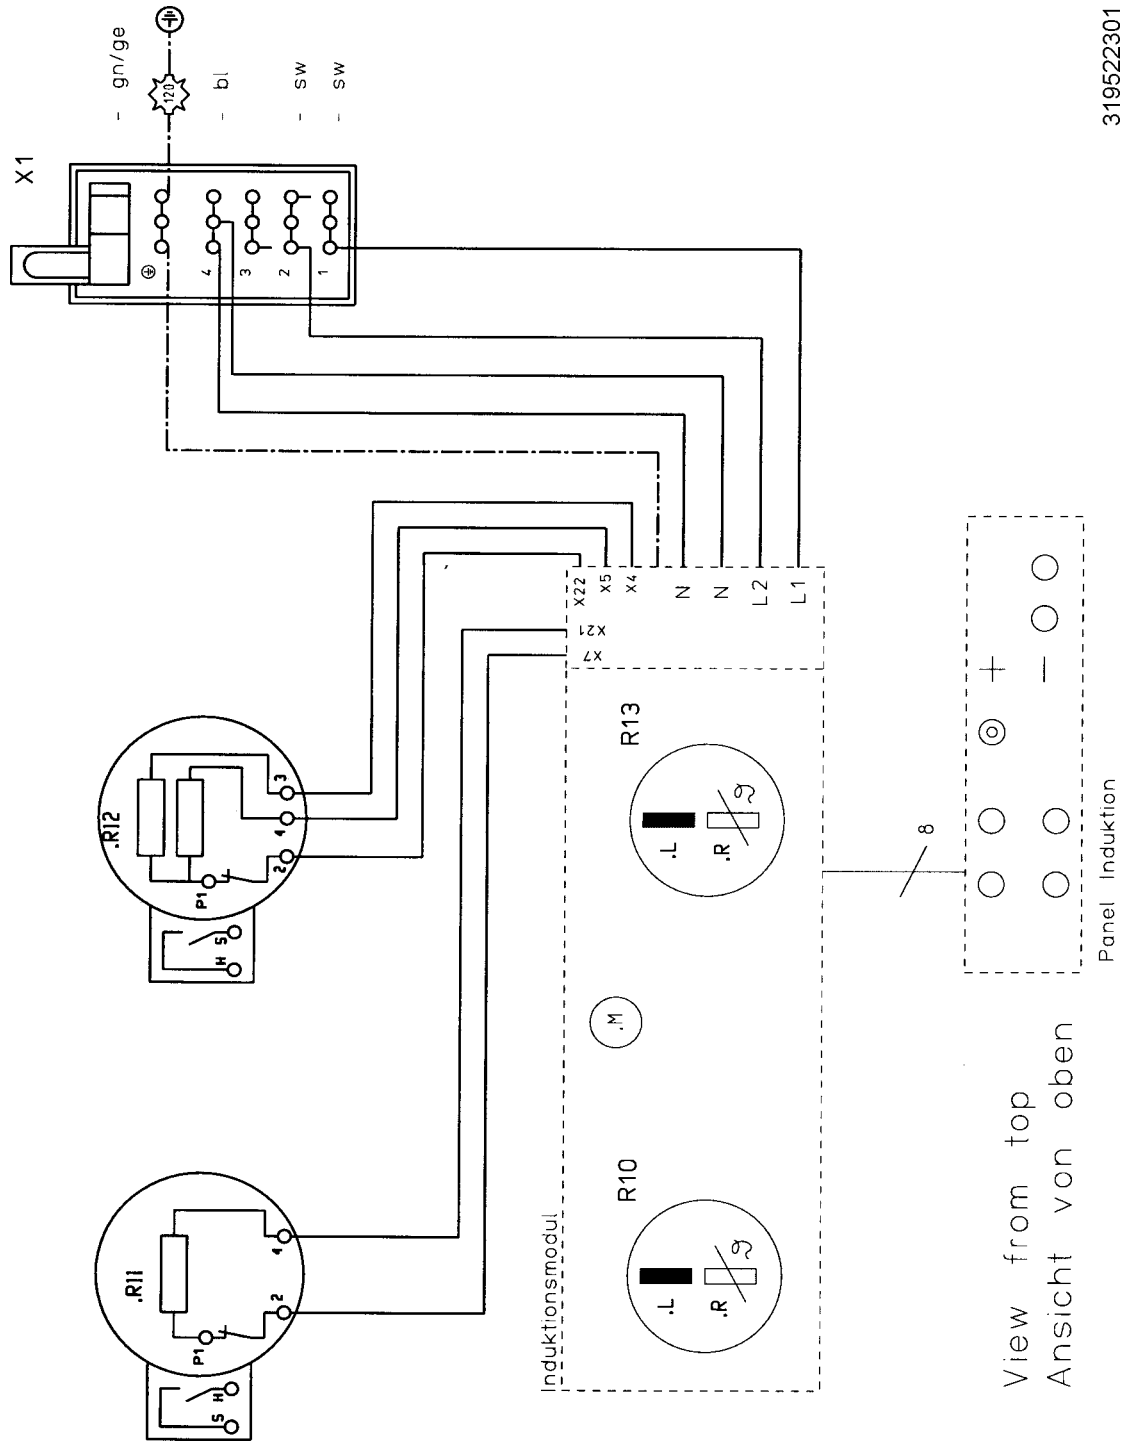 3195222301
X1
- gn/ge
120
- bl
- sw
- sw
4
3
2
1
.R12
3
4
2
P1
S
H
.R11
4
2
P1
H
S
X22
X5
X4
N
N
L2
L1
X21
X7
Induktionsmodul
R13
.L
.R
ϑ
.M
R10
.L
.R
ϑ
8
+
−
Panel Induktion
View from top
Ansicht von oben